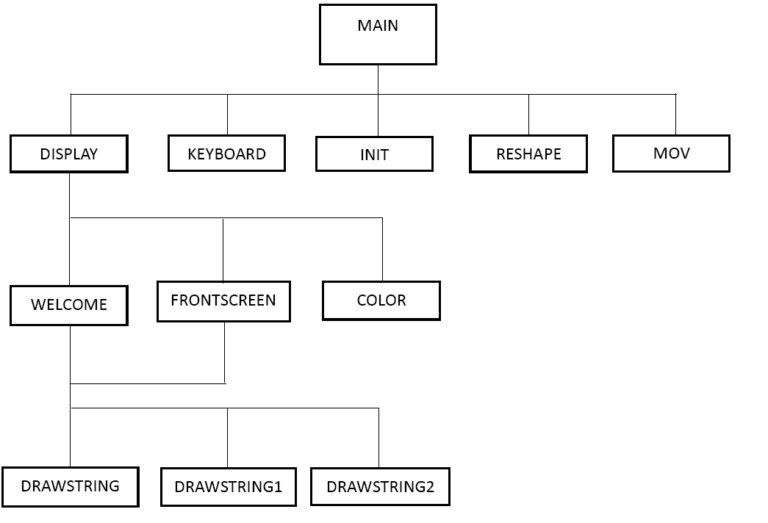 MAIN
DISPLAY
KEYBOARD
INIT
RESHAPE
MOV
WELCOME
FRONTSCREEN
COLOR
DRAWSTRING
DRAWSTRING1
DRAWSTRING2